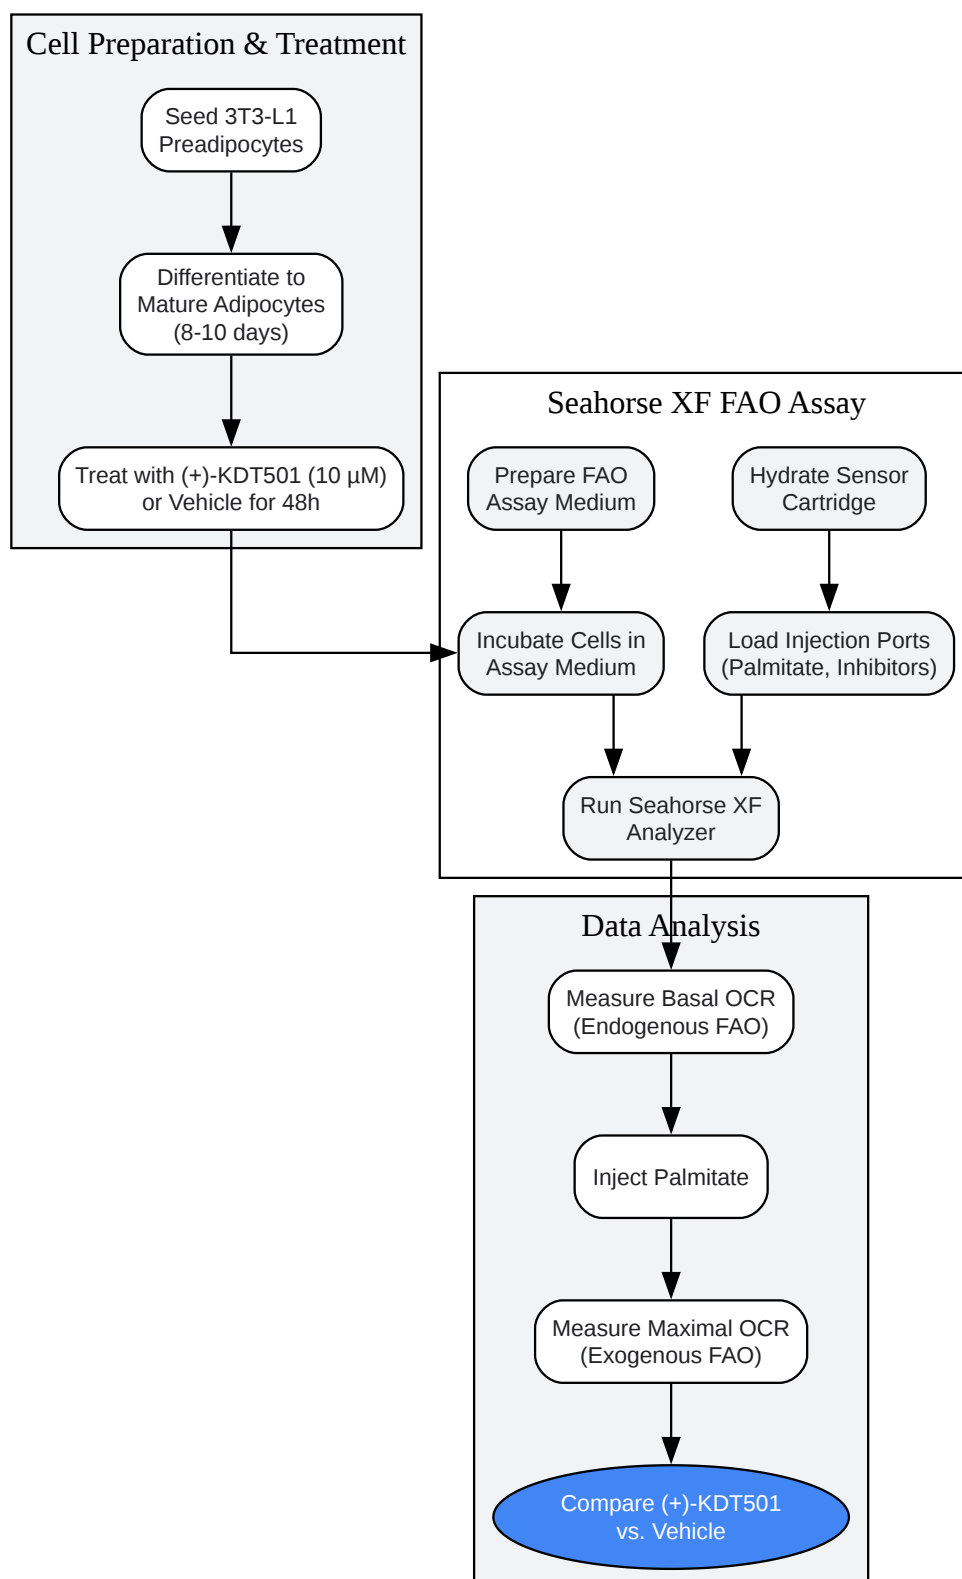 Cell Preparation & Treatment
Seed 3T3-L1
Preadipocytes
Differentiate to
Mature Adipocytes
(8-10 days)
Treat with (+)-KDT501 (10 µM)
or Vehicle for 48h
Seahorse XF FAO Assay
Prepare FAO
Assay Medium
Hydrate Sensor
Cartridge
Incubate Cells in
Assay Medium
Load Injection Ports
(Palmitate, Inhibitors)
Run Seahorse XF
Analyzer
Data Analysis
Measure Basal OCR
(Endogenous FAO)
Inject Palmitate
Measure Maximal OCR
(Exogenous FAO)
Compare (+)-KDT501
vs. Vehicle